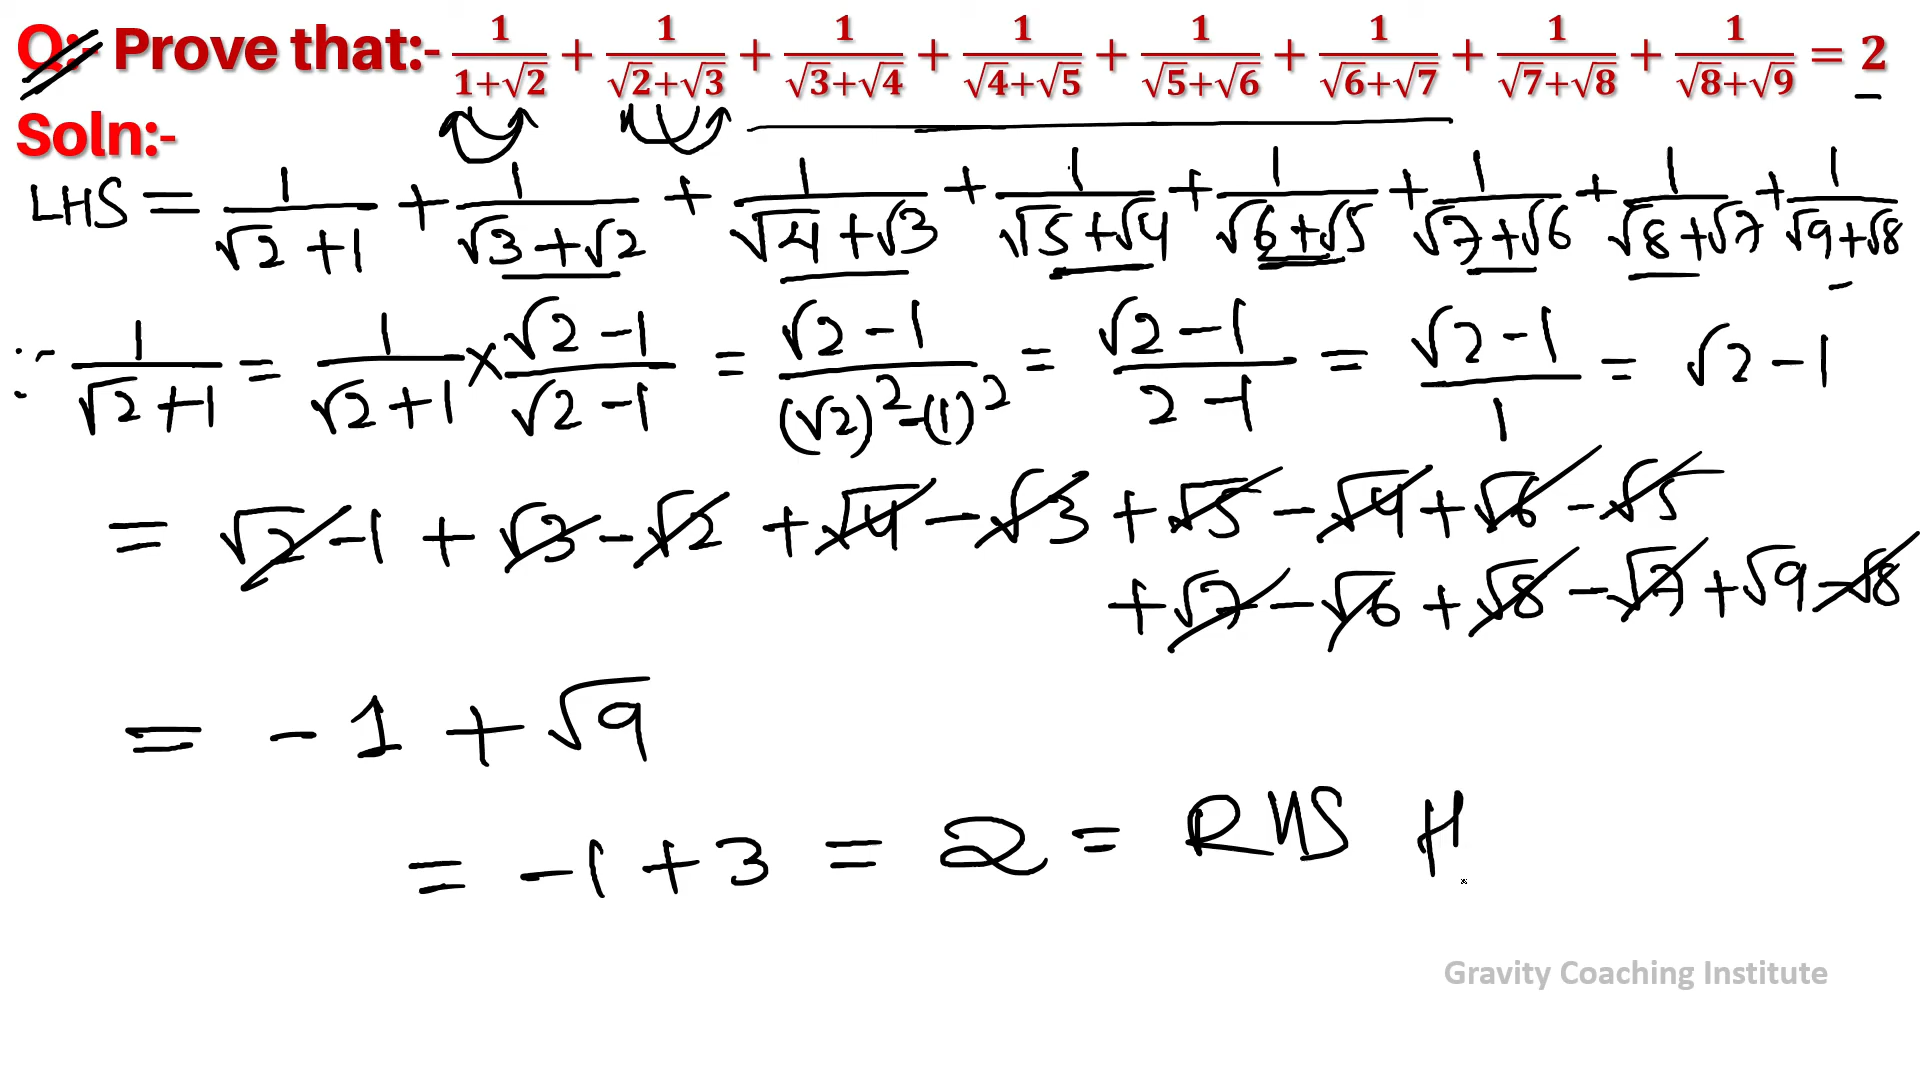 Q:- Prove that:- 1/(1+√2) + 1/(√2+√3) + 1/(√3+√4) + 1/(√4+√5) + 1/(√5+√6) + 1/(√6+√7) + 1/(√7+√8) + 1/(√8+√9) = 2
Soln:-
LHS = 1/(√2+1) + 1/(√3+√2) + 1/(√4+√3) + 1/(√5+√4) + 1/(√6+√5) + 1/(√7+√6) + 1/(√8+√7) + 1/(√9+√8)
∵ 1/(√2+1) = 1/(√2+1) × (√2-1)/(√2-1) = (√2-1)/((√2)²-(1)²) = (√2-1)/(2-1) = (√2-1)/1 = √2-1
= √2-1 + √3-√2 + √4-√3 + √5-√4 + √6-√5
+√7-√6 + √8-√7 + √9-√8
= -1 + √9
= -1 + 3 = 2 = RHS H
Gravity Coaching Institute